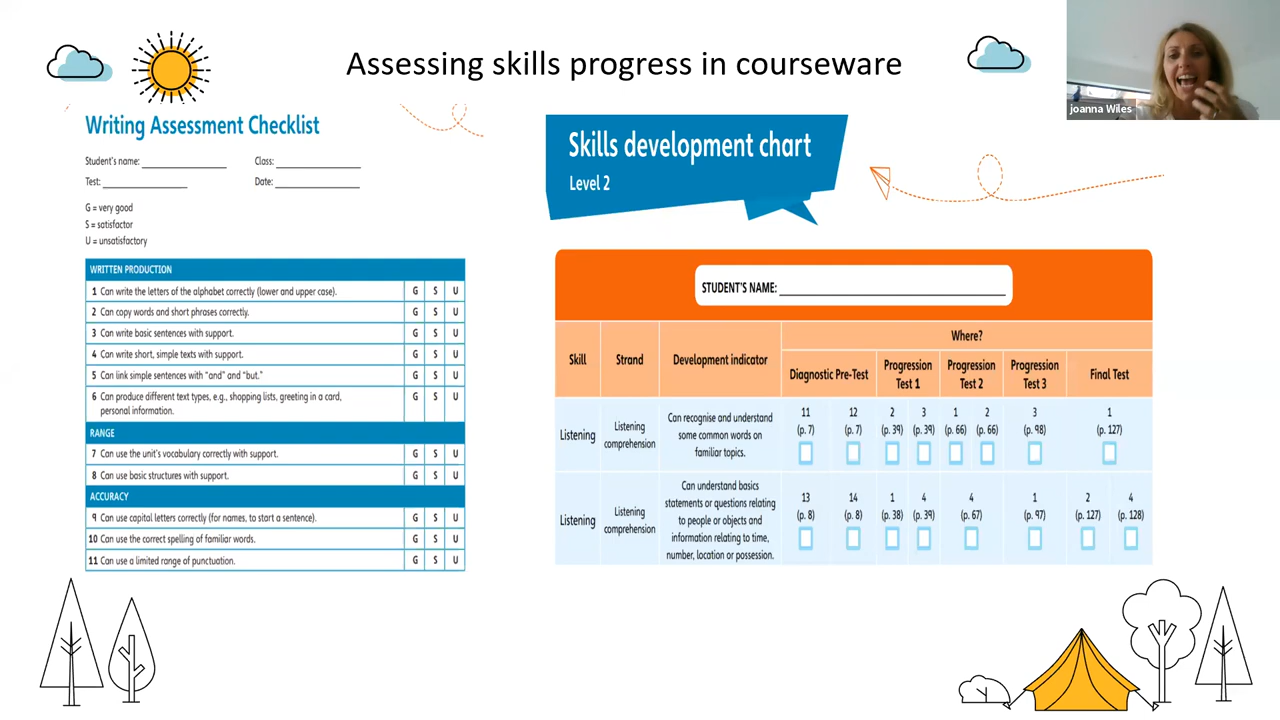 Assessing skills progress in courseware
joanna Wiles
Writing Assessment Checklist
Student's name: Class:
Test: Date:
G = very good
S = satisfactor
U = unsatisfactory
WRITTEN PRODUCTION
1 Can write the letters of the alphabet correctly (lower and upper case). G S U
2 Can copy words and short phrases correctly. G S U
3 Can write basic sentences with support. G S U
4 Can write short, simple texts with support. G S U
5 Can link simple sentences with "and" and "but." G S U
6 Can produce different text types, e.g., shopping lists, greeting in a card, G S U
personal information.
RANGE
7 Can use the unit's vocabulary correctly with support. G S U
8 Can use basic structures with support. G S U
ACCURACY
9 Can use capital letters correctly (for names, to start a sentence). G S U
10 Can use the correct spelling of familiar words. G S U
11 Can use a limited range of punctuation. G S U
Skills development chart
Level 2
STUDENT'S NAME:
Skill
Strand
Development indicator
Where?
Diagnostic Pre-Test
Progression
Test 1
Progression
Test 2
Progression
Test 3
Final Test
Listening
Listening
comprehension
Can recognise and understand
some common words on
familiar topics.
11 12 2 3 1 2 3 1
(p. 7) (p. 7) (p. 39) (p. 39) (p. 66) (p. 66) (p. 98) (p. 127)
Listening
Listening
comprehension
Can understand basics
statements or questions relating
to people or objects and
information relating to time,
number, location or possession.
13 14 1 4 4 1 2 4
(p. 8) (p. 8) (p. 38) (p. 39) (p. 67) (p. 97) (p. 127) (p. 128)